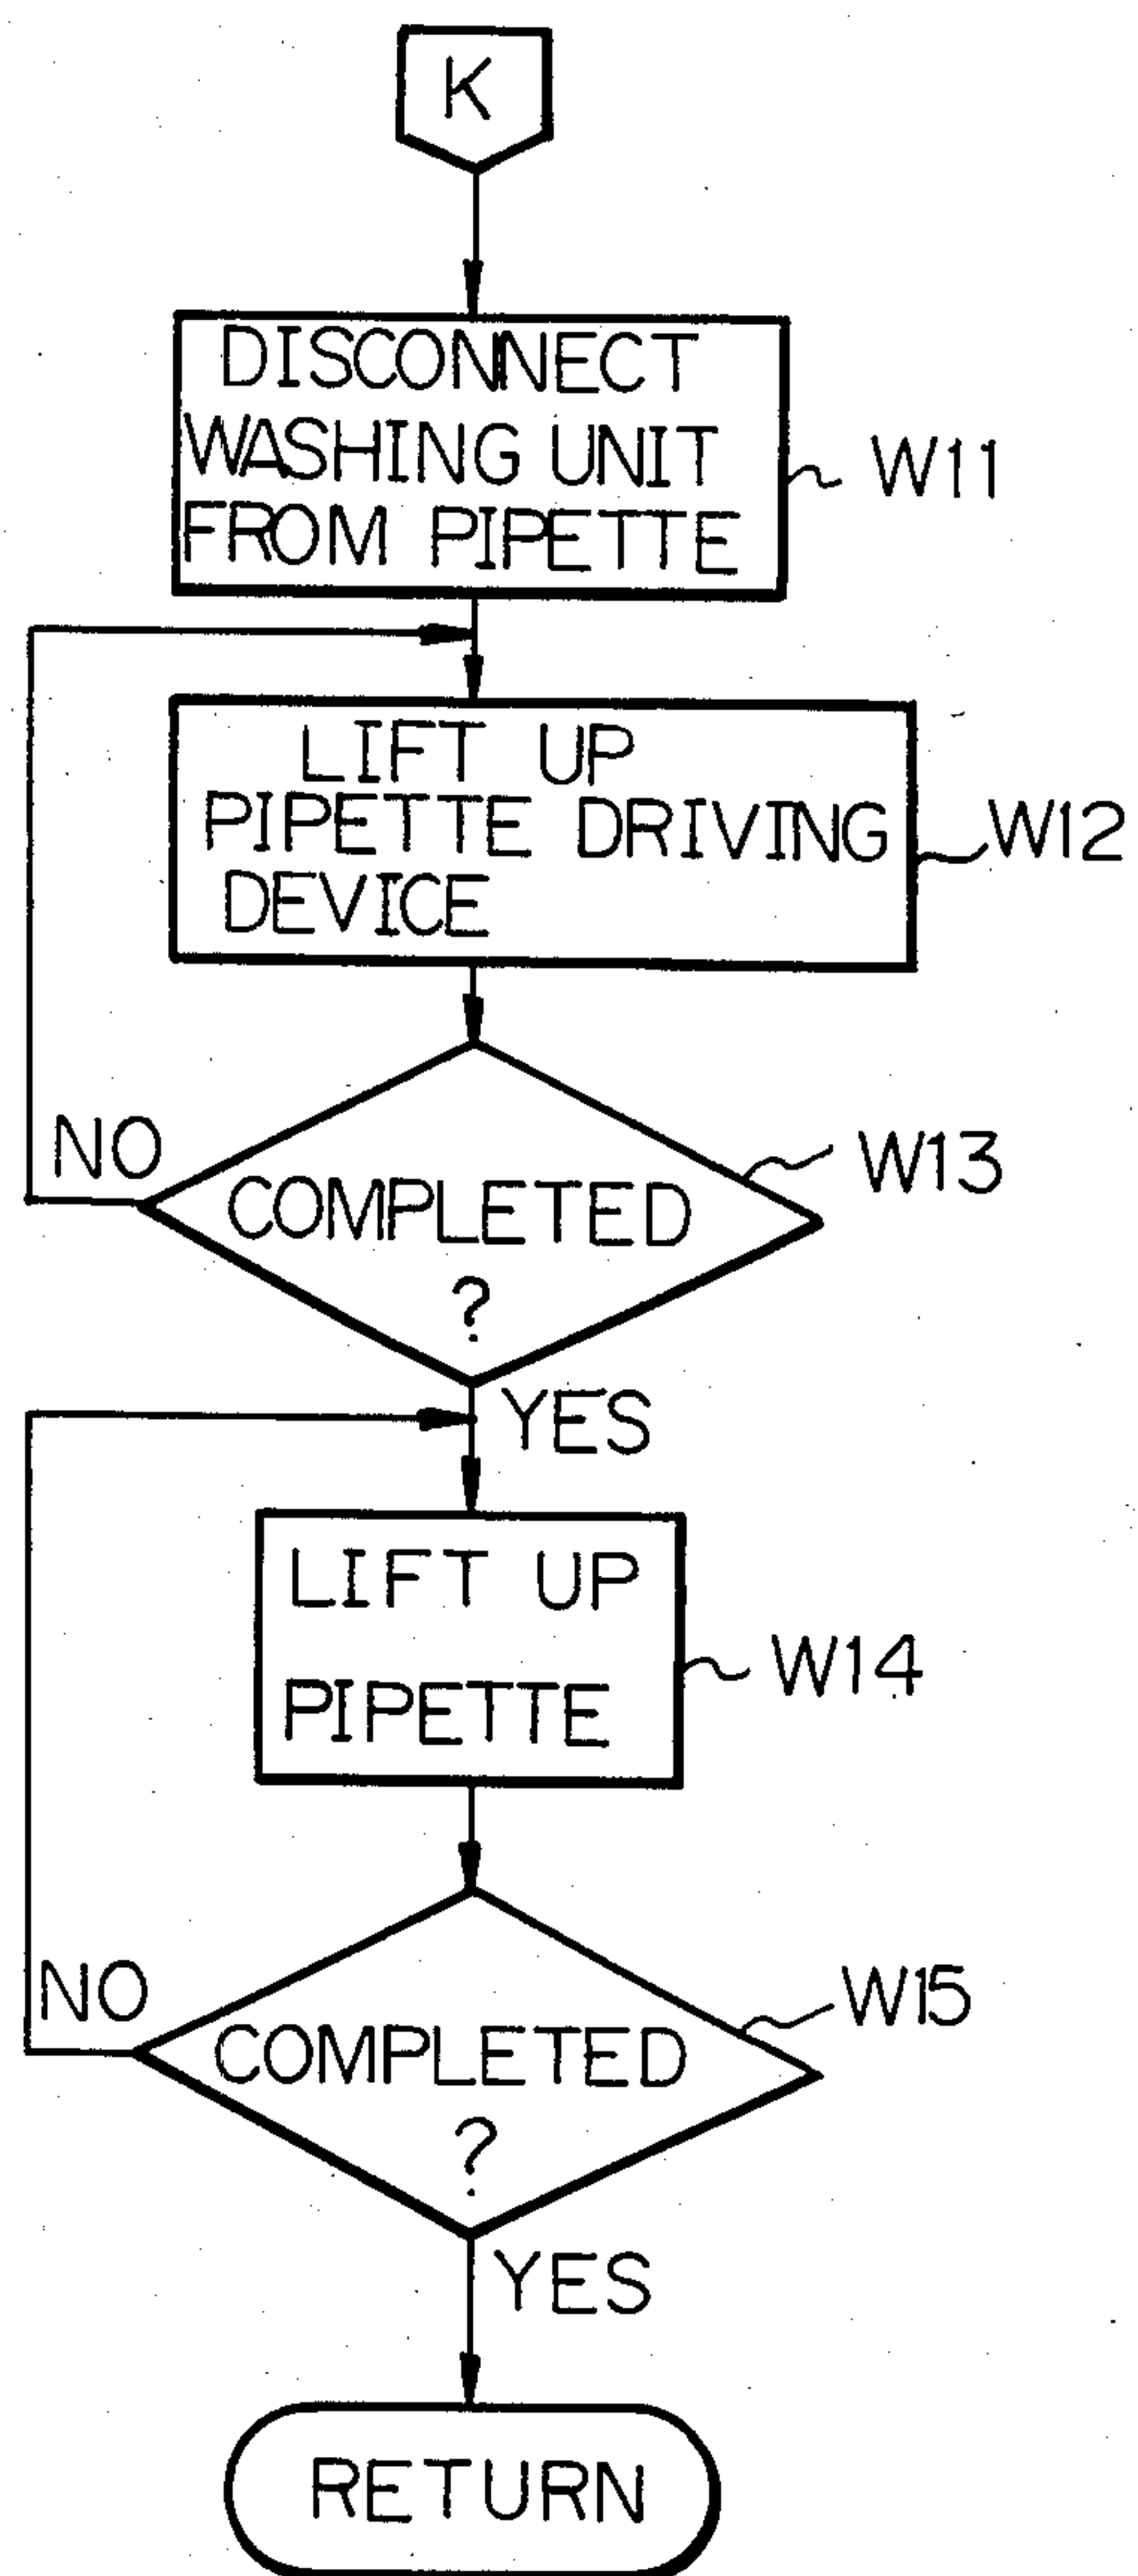 K
DISCONNECT
WASHING UNIT
FROM PIPETTE
W11
LIFT UP
PIPETTE DRIVING
DEVICE
W12
NO
COMPLETED
?
W13
YES
LIFT UP
PIPETTE
W14
NO
COMPLETED
?
W15
YES
RETURN